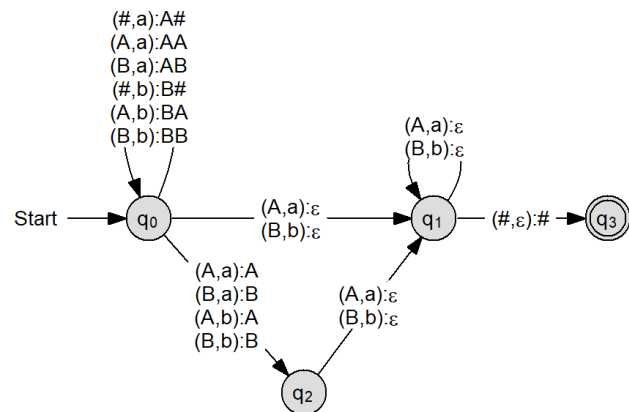 (#,a):A#
(A,a):AA
(B,a):AB
(#,b):B#
(A,b):BA
(B,b):BB
(A,a):ε
(B,b):ε
Start
q0
(A,a):ε
(B,b):ε
q1
(#,ε):#
q3
(A,a):A
(B,a):B
(A,b):A
(B,b):B
(A,a):ε
(B,b):ε
q2